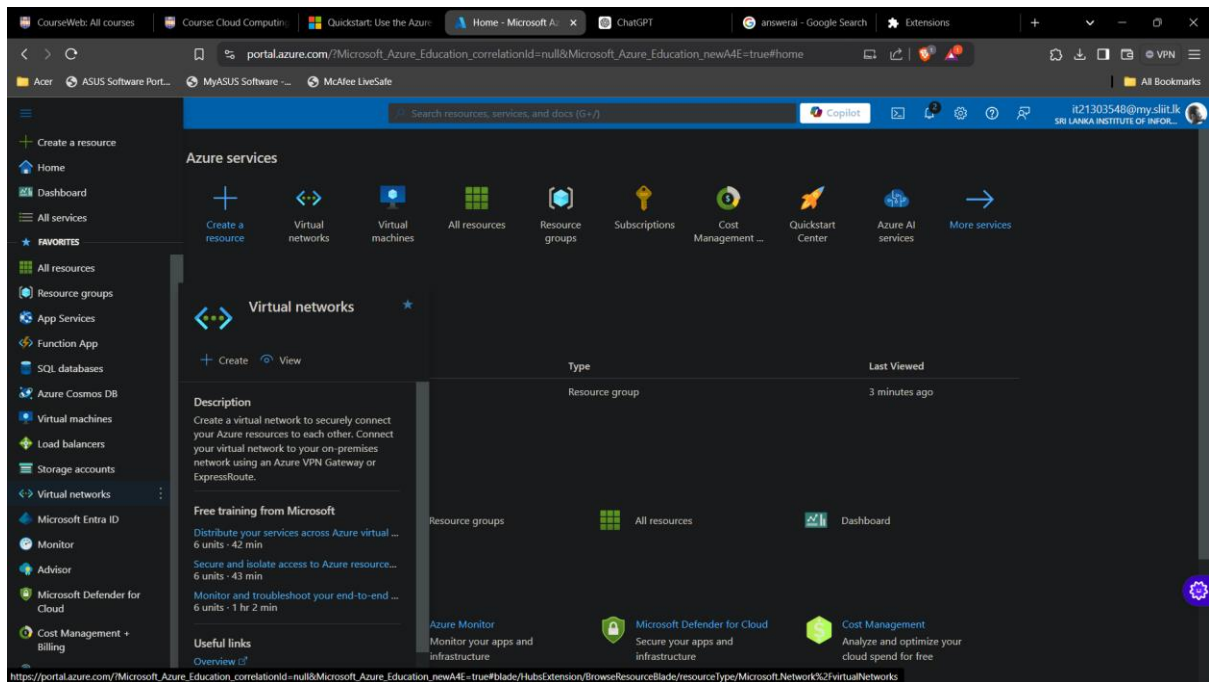 CourseWeb: All courses
Course: Cloud Computing
Quickstart: Use the Azure
Home - Microsoft A
ChatGPT
answerai - Google Search
Extensions
portal.azure.com/?Microsoft_Azure_Education_correlationId=null&Microsoft_Azure_Education_newA4E=true#home
VPN
Acer
ASUS Software Port...
MyASUS Software -...
McAfee LiveSafe
All Bookmarks
Search resources, services, and docs (G+/)
Copilot
2
it21303548@my.sliit.lk
SRI LANKA INSTITUTE OF INFOR...
Create a resource
Home
Dashboard
All services
FAVORITES
All resources
Resource groups
App Services
Function App
SQL databases
Azure Cosmos DB
Virtual machines
Load balancers
Storage accounts
Virtual networks
Microsoft Entra ID
Monitor
Advisor
Microsoft Defender for
Cloud
Cost Management +
Billing
Azure services
Create a
resource
Virtual
networks
Virtual
machines
All resources
Resource
groups
Subscriptions
Cost
Management ...
Quickstart
Center
Azure AI
services
More services
Virtual networks
Create
View
Description
Create a virtual network to securely connect
your Azure resources to each other. Connect
your virtual network to your on-premises
network using an Azure VPN Gateway or
ExpressRoute.
Free training from Microsoft
Distribute your services across Azure virtual ...
6 units · 42 min
Secure and isolate access to Azure resource...
6 units · 43 min
Monitor and troubleshoot your end-to-end ...
6 units · 1 hr 2 min
Useful links
Overview
Type
Last Viewed
Resource group
3 minutes ago
Resource groups
All resources
Dashboard
Azure Monitor
Monitor your apps and
infrastructure
Microsoft Defender for Cloud
Secure your apps and
infrastructure
Cost Management
Analyze and optimize your
cloud spend for free
https://portal.azure.com/?Microsoft_Azure_Education_correlationId=null&Microsoft_Azure_Education_newA4E=true#blade/HubsExtension/BrowseResourceBlade/resourceType/Microsoft.Network%2FvirtualNetworks